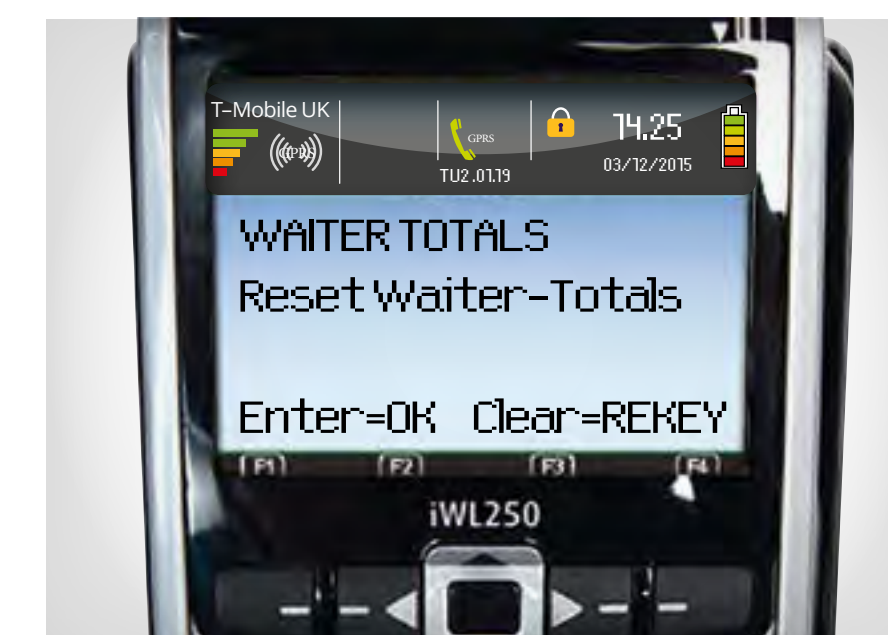 T-Mobile UK
GPRS
GPRS
TU2.01.19
14.25
03/12/2015
WAITER TOTALS
Reset Waiter-Totals
Enter=OK Clear=REKEY
F1 F2 F3 F4
iWL250